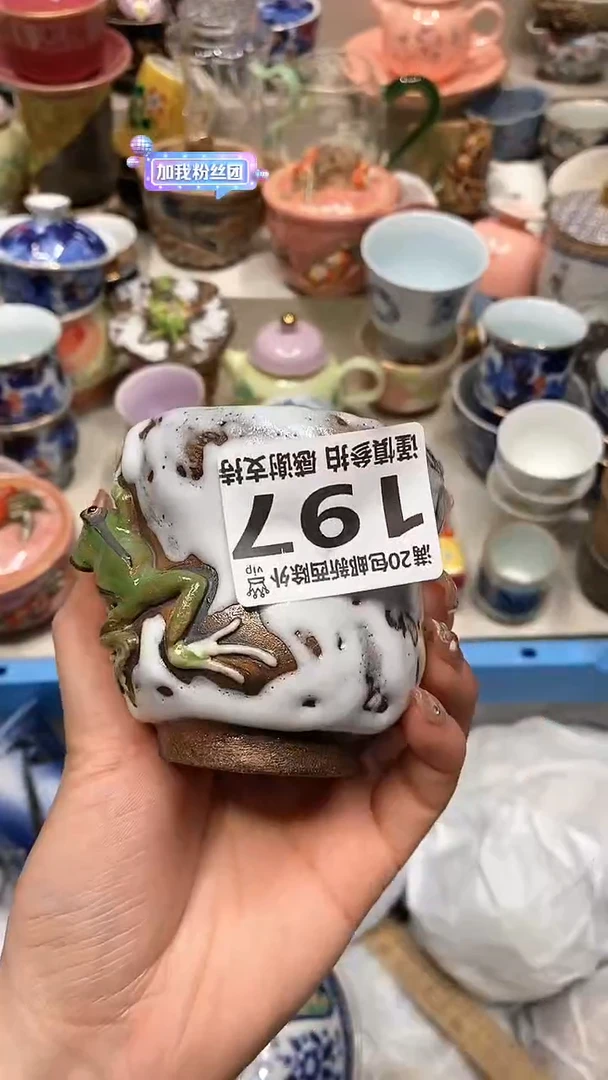 加我粉丝团
满20包邮新西除外
vip
197
谨慎参拍 感谢支持